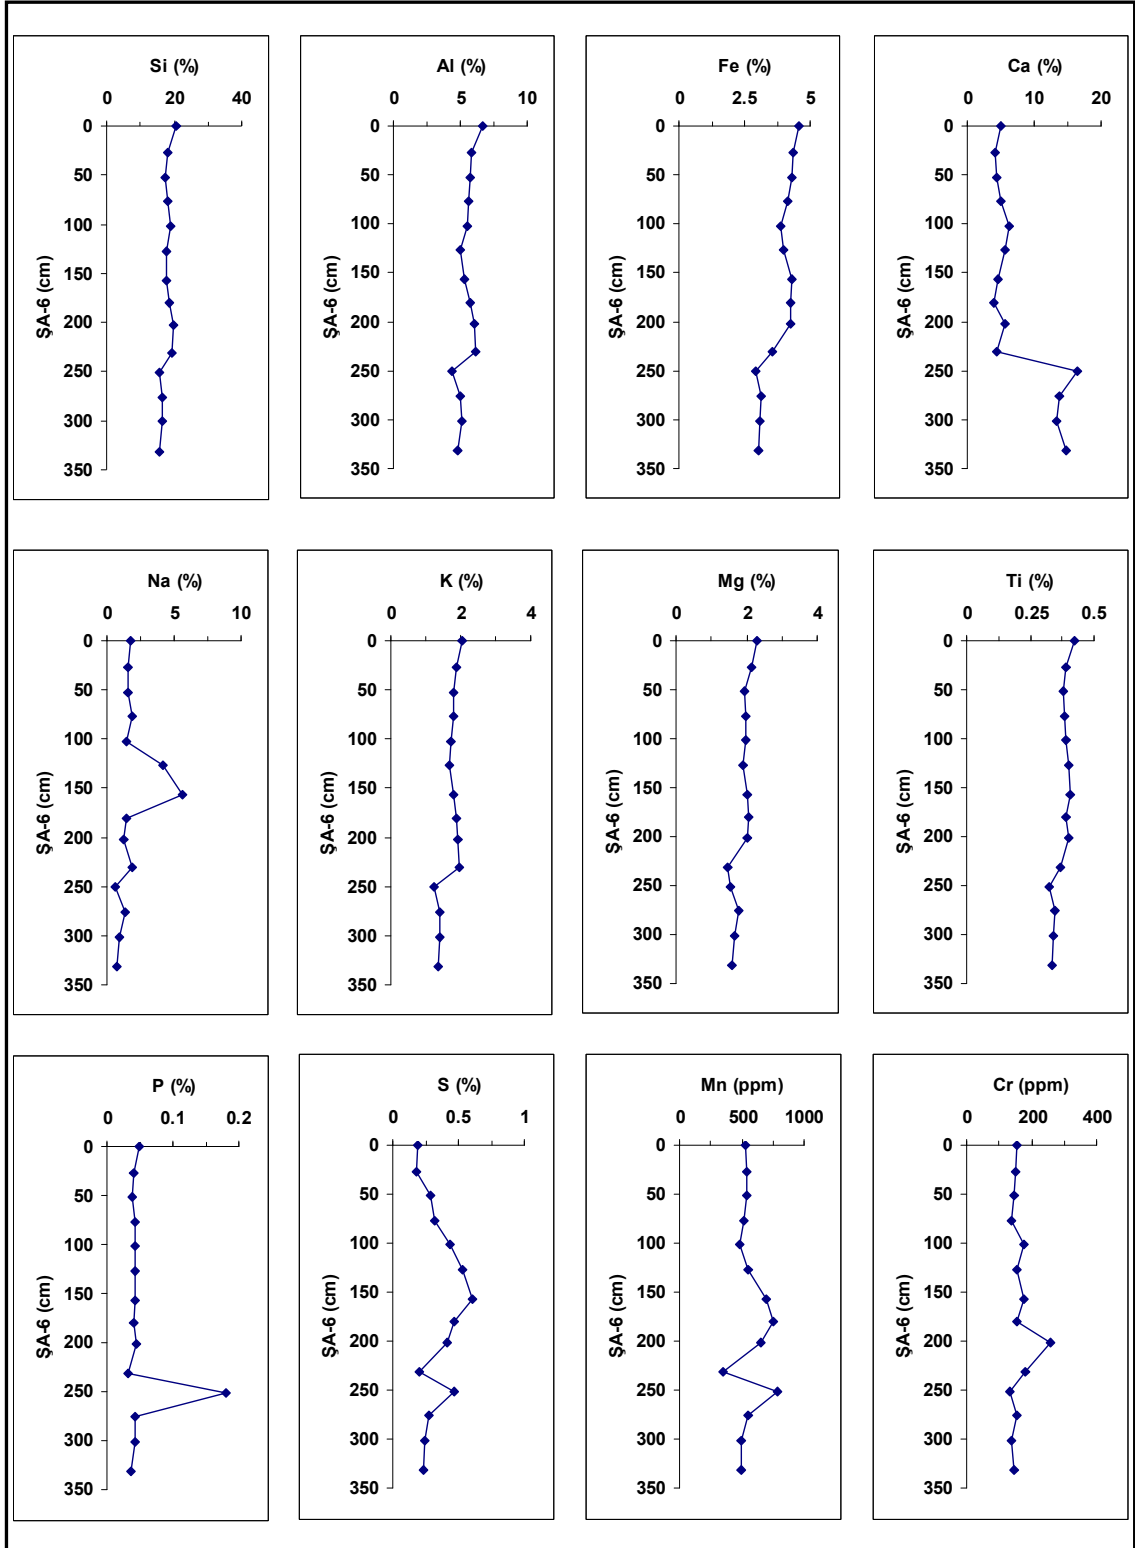 Si (%)
0 20 40
0
50
100
150
200
250
300
350
ŞA-6 (cm)
Al (%)
0 5 10
0
50
100
150
200
250
300
350
ŞA-6 (cm)
Fe (%)
0 2.5 5
0
50
100
150
200
250
300
350
ŞA-6 (cm)
Ca (%)
0 10 20
0
50
100
150
200
250
300
350
ŞA-6 (cm)
Na (%)
0 5 10
0
50
100
150
200
250
300
350
ŞA-6 (cm)
K (%)
0 2 4
0
50
100
150
200
250
300
350
ŞA-6 (cm)
Mg (%)
0 2 4
0
50
100
150
200
250
300
350
ŞA-6 (cm)
Ti (%)
0 0.25 0.5
0
50
100
150
200
250
300
350
ŞA-6 (cm)
P (%)
0 0.1 0.2
0
50
100
150
200
250
300
350
ŞA-6 (cm)
S (%)
0 0.5 1
0
50
100
150
200
250
300
350
ŞA-6 (cm)
Mn (ppm)
0 500 1000
0
50
100
150
200
250
300
350
ŞA-6 (cm)
Cr (ppm)
0 200 400
0
50
100
150
200
250
300
350
ŞA-6 (cm)